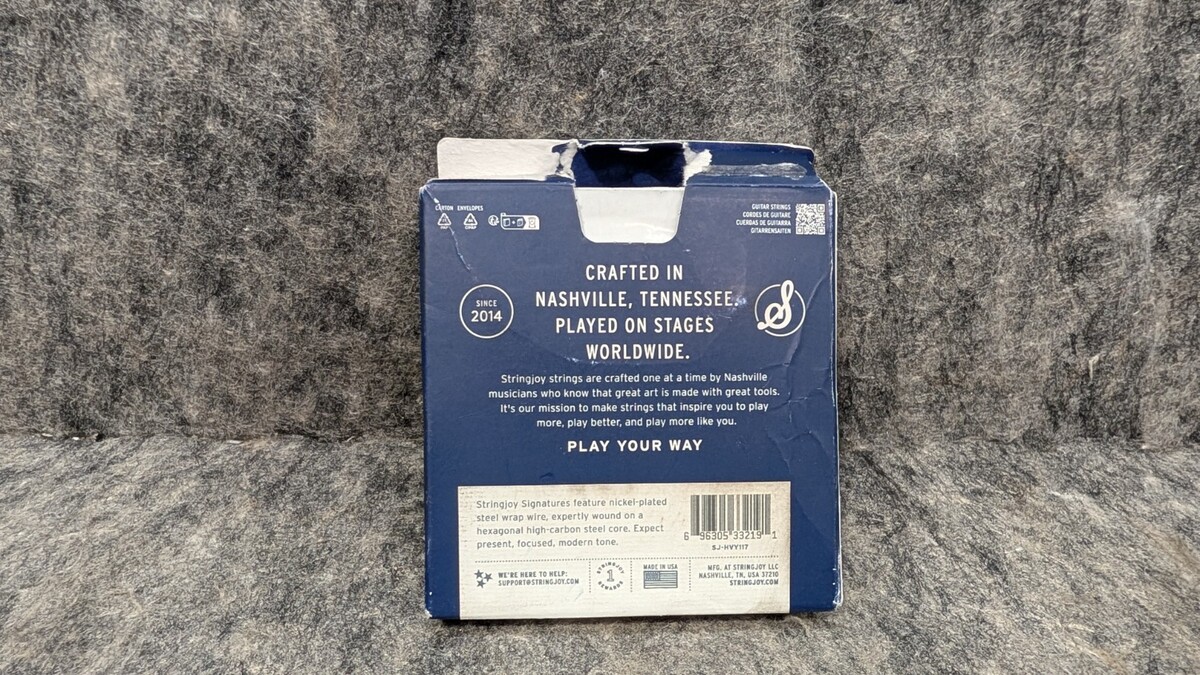 CARTON ENVELOPES
PAP
GUITAR STRINGS
CORDES DE GUITARE
CUERDAS DE GUITARRA
GITARRENSAITEN
CRAFTED IN
NASHVILLE, TENNESSEE.
PLAYED ON STAGES
WORLDWIDE.
SINCE
2014
S
Stringjoy strings are crafted one at a time by Nashville
musicians who know that great art is made with great tools.
It's our mission to make strings that inspire you to play
more, play better, and play more like you.
PLAY YOUR WAY
Stringjoy Signatures feature nickel-plated
steel wrap wire, expertly wound on a
hexagonal high-carbon steel core. Expect
present, focused, modern tone.
6 96305 33219 1
SJ-HVY117
WE'RE HERE TO HELP:
SUPPORT@STRINGJOY.COM
STRINGJOY
1
REWARDS
MADE IN USA
MFG. AT STRINGJOY LLC
NASHVILLE, TN, USA 37210
STRINGJOY.COM